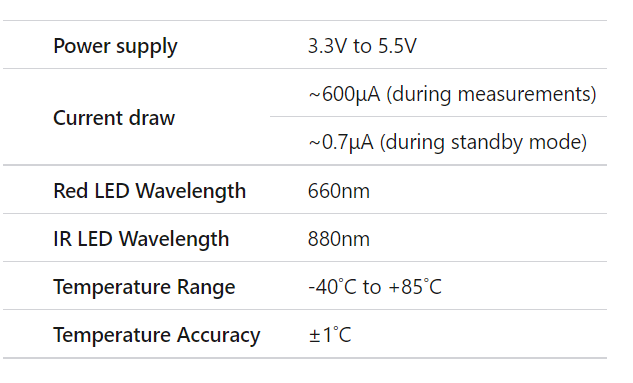 Power supply 3.3V to 5.5V
~600μA (during measurements)
Current draw
~0.7μA (during standby mode)
Red LED Wavelength 660nm
IR LED Wavelength 880nm
Temperature Range -40˚C to +85˚C
Temperature Accuracy ±1˚C